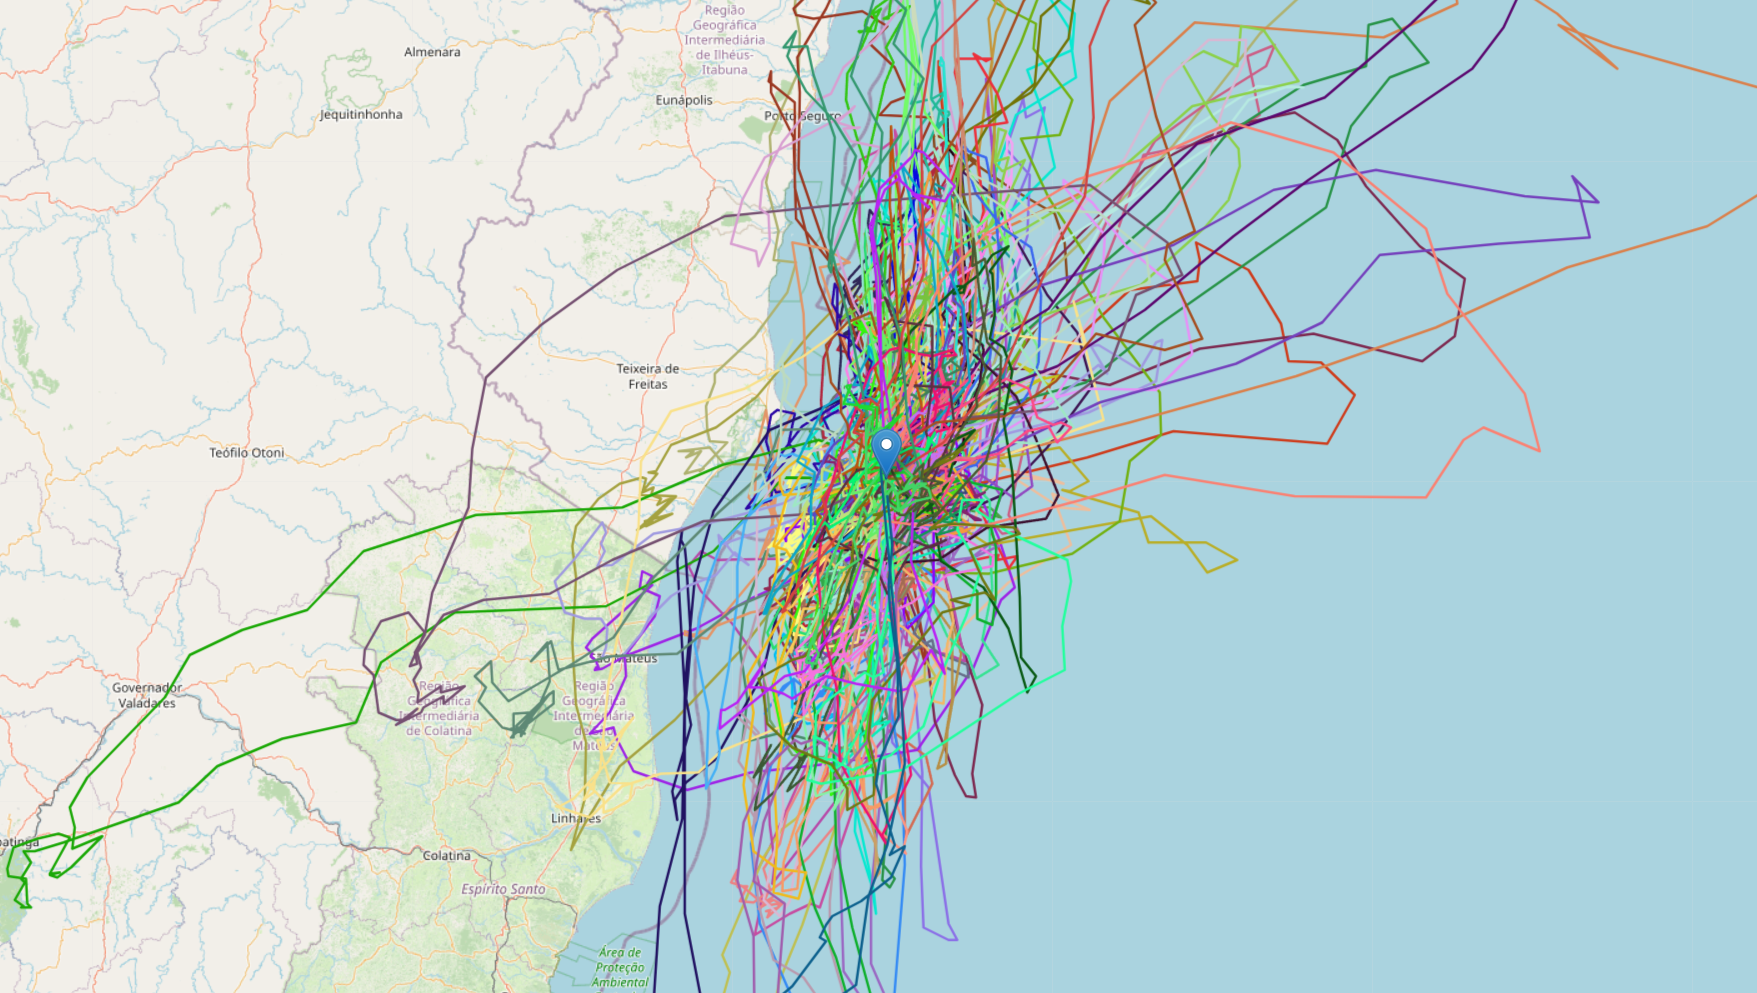 Região
Geográfica
Intermediária
de Ilhéus-
Itabuna
Almenara
Eunápolis
Jequitinhonha
Porto Seguro
Teixeira de
Freitas
Teófilo Otoni
São Mateus
Governador
Valadares
Região
Geográfica
Intermediária
de Colatina
Região
Geográfica
Intermediária
de São
Mateus
Linhares
patinga
Colatina
Espírito Santo
Área de
Proteção
Ambiental